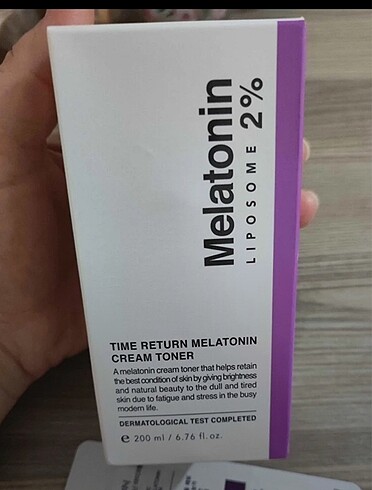 Melatonin
LIPOSOME 2%
TIME RETURN MELATONIN
CREAM TONER
A melatonin cream toner that helps retain
the best condition of skin by giving brightness
and natural beauty to the dull and tired
skin due to fatigue and stress in the busy
modern life.
DERMATOLOGICAL TEST COMPLETED
℮ 200 ml / 6.76 fl.oz.